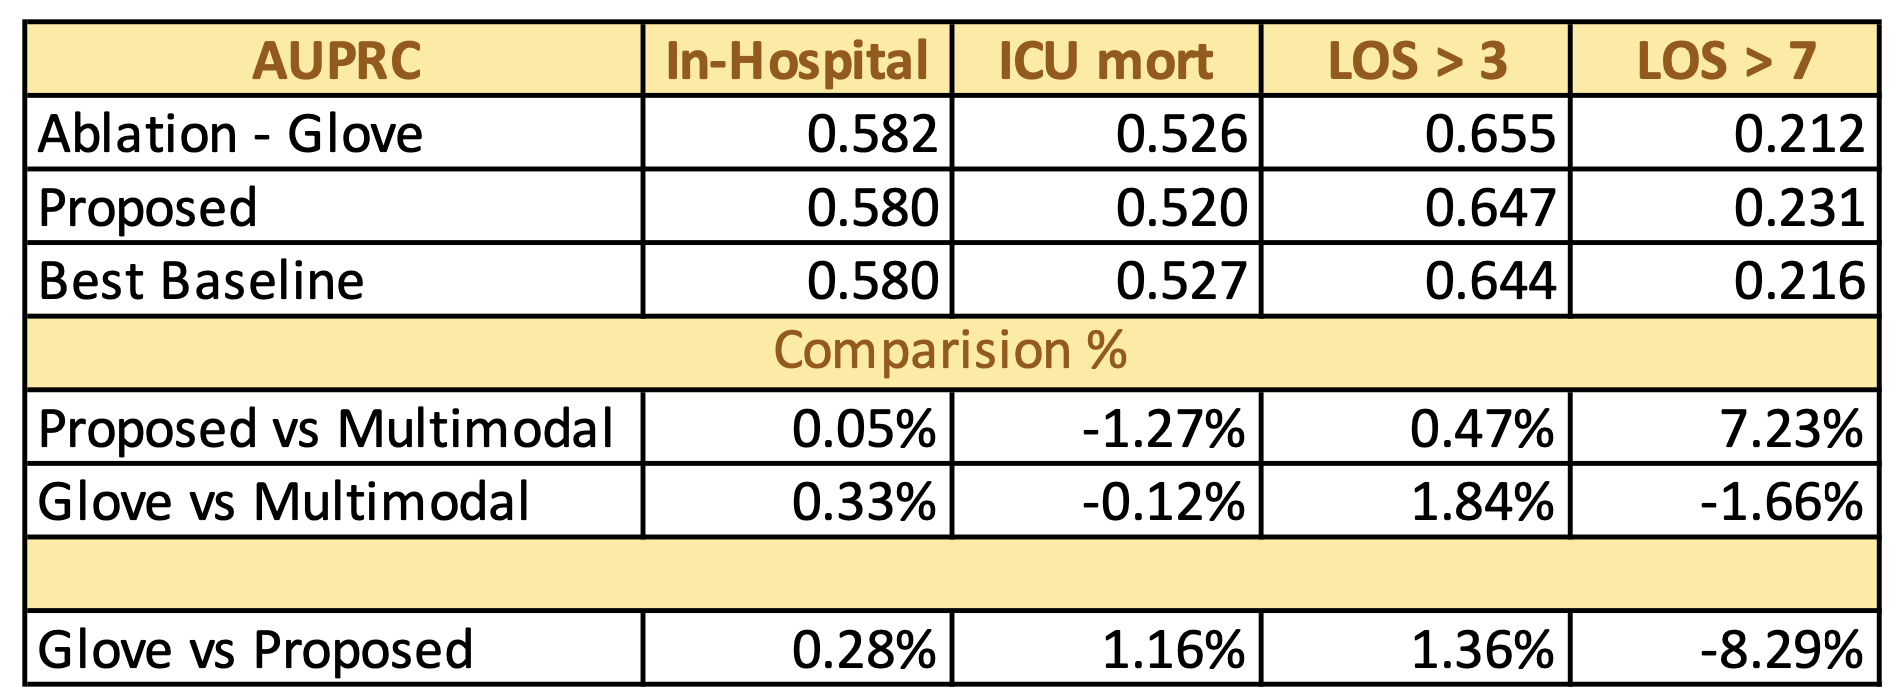 AUPRC In-Hospital ICU mort LOS > 3 LOS > 7
Ablation - Glove 0.582 0.526 0.655 0.212
Proposed 0.580 0.520 0.647 0.231
Best Baseline 0.580 0.527 0.644 0.216
Comparision %
Proposed vs Multimodal 0.05% -1.27% 0.47% 7.23%
Glove vs Multimodal 0.33% -0.12% 1.84% -1.66%
Glove vs Proposed 0.28% 1.16% 1.36% -8.29%